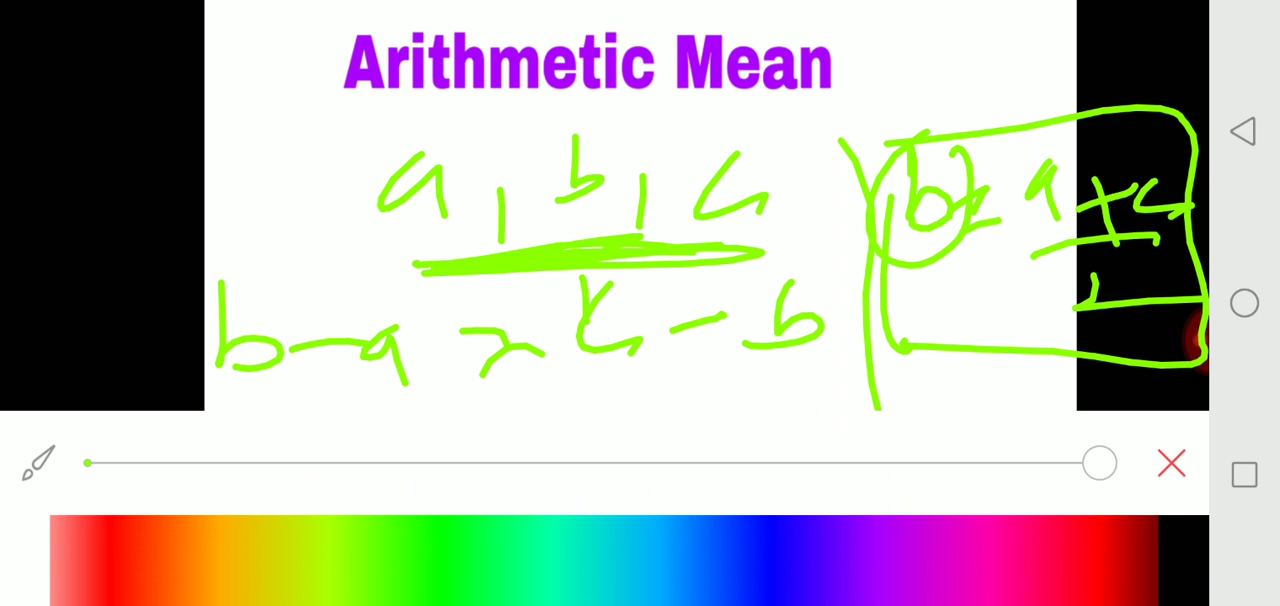 Arithmetic Mean
a, b, c
b = a + c
2
b - a = c - b